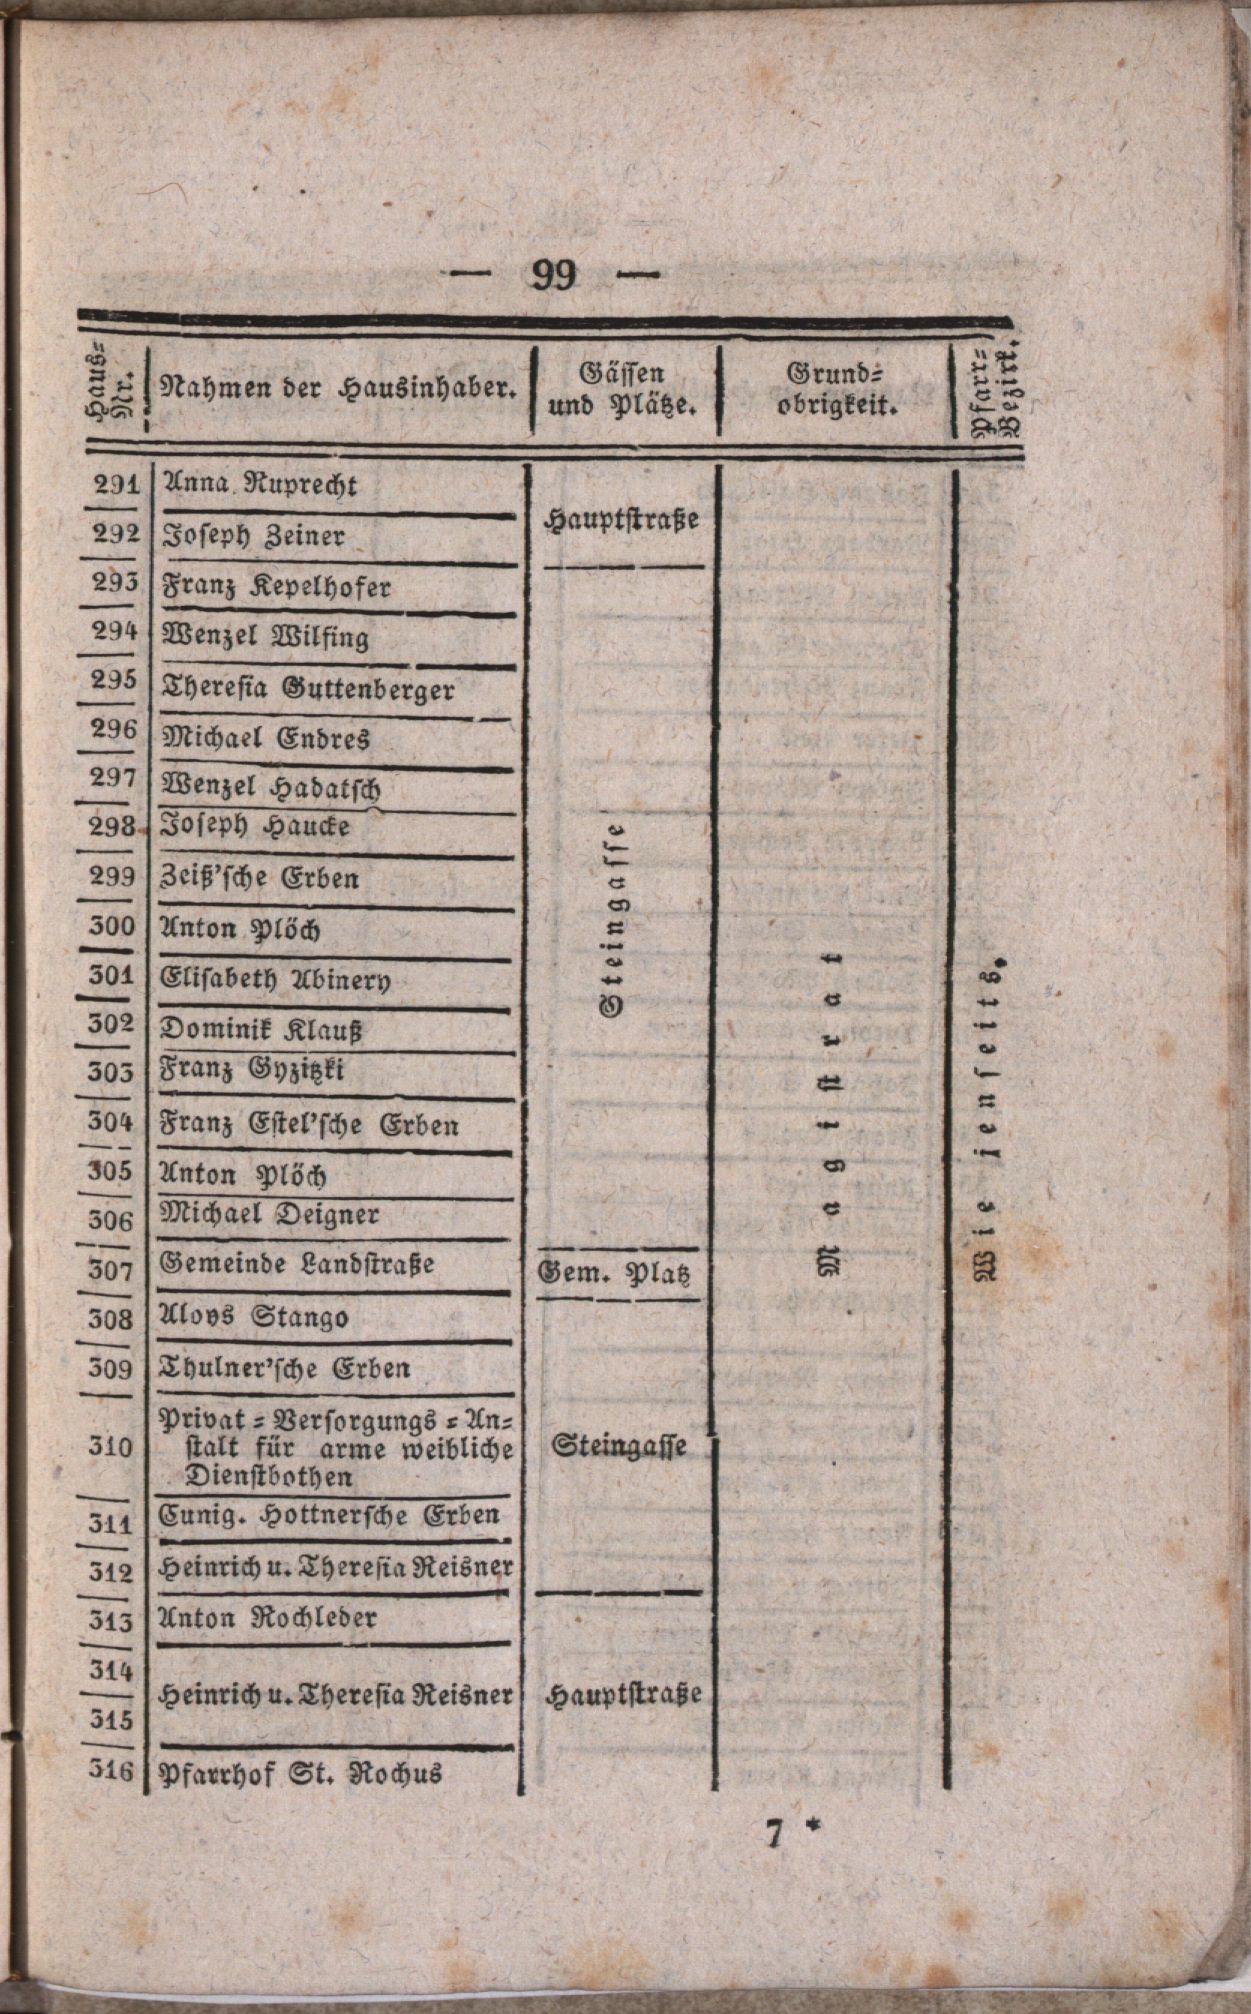 — 99 —
Haus-Nr. | Nahmen der Hausinhaber. | Gässen und Plätze. | Grund-obrigkeit. | Pfarr-Bezirk.
291 Anna Ruprecht
Hauptstraße
292 Joseph Zeiner
293 Franz Kepelhofer
294 Wenzel Wilfing
295 Theresia Guttenberger
296 Michael Endres
297 Wenzel Hadatsch
298 Joseph Haucke
299 Zeiß'sche Erben
300 Anton Plöch
301 Elisabeth Abinery
302 Dominik Klauß
303 Franz Gyzitzki
304 Franz Estel'sche Erben
305 Anton Plöch
306 Michael Deigner
Steingasse
307 Gemeinde Landstraße
Gem. Platz
308 Aloys Stango
309 Thulner'sche Erben
310 Privat-Versorgungs-An-
stalt für arme weibliche
Dienstbothen
Steingasse
311 Cunig. Hottnersche Erben
312 Heinrich u. Theresia Reisner
313 Anton Rochleder
314
315 Heinrich u. Theresia Reisner
Hauptstraße
316 Pfarrhof St. Rochus
Magistrat
Wie jenseits.
7 *